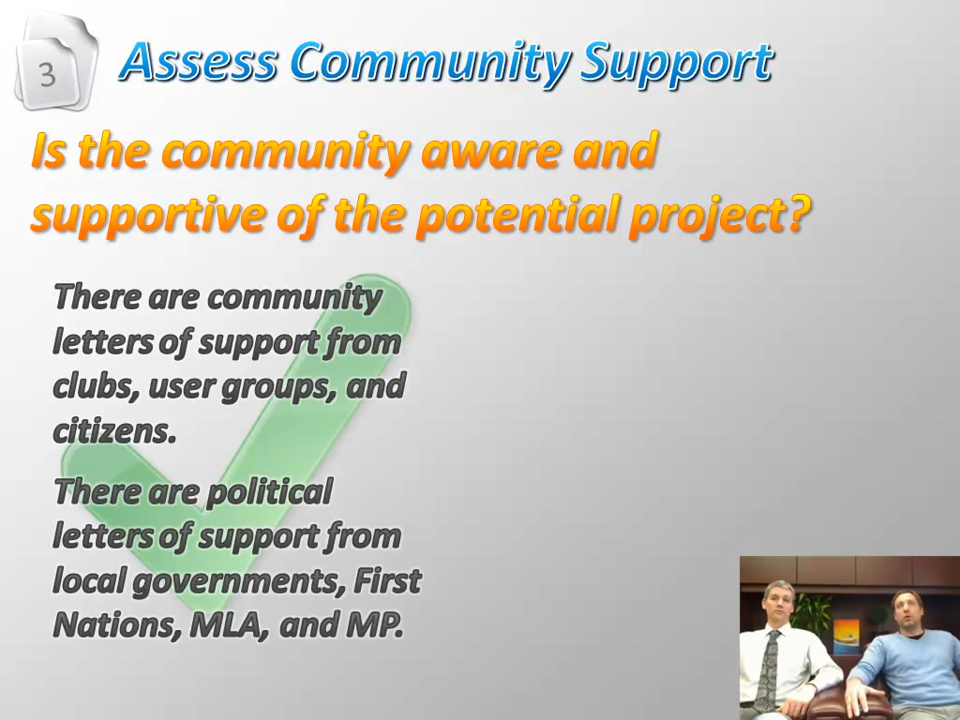 3
Assess Community Support
Is the community aware and
supportive of the potential project?
There are community
letters of support from
clubs, user groups, and
citizens.
There are political
letters of support from
local governments, First
Nations, MLA, and MP.